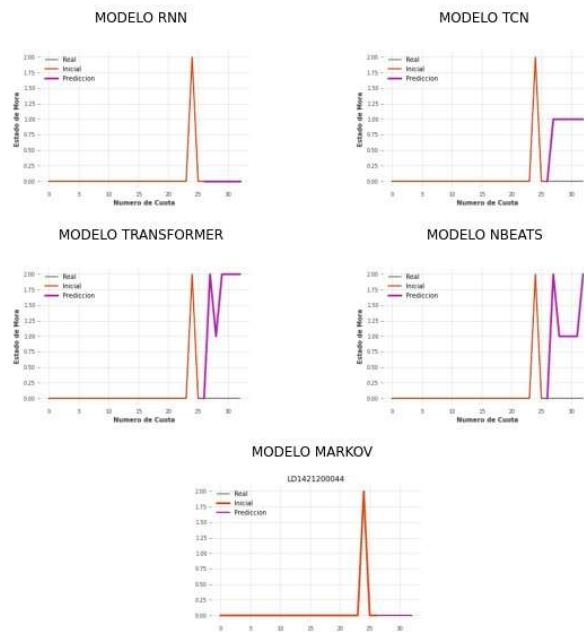 MODELO RNN
Real
Inicial
Prediccion
Estado de Mora
2.00
1.75
1.50
1.25
1.00
0.75
0.50
0.25
0.00
0 5 10 15 20 25 30
Numero de Cuota
MODELO TCN
Real
Inicial
Prediccion
Estado de Mora
2.00
1.75
1.50
1.25
1.00
0.75
0.50
0.25
0.00
0 5 10 15 20 25 30
Numero de Cuota
MODELO TRANSFORMER
Real
Inicial
Prediccion
Estado de Mora
2.00
1.75
1.50
1.25
1.00
0.75
0.50
0.25
0.00
0 5 10 15 20 25 30
Numero de Cuota
MODELO NBEATS
Real
Inicial
Prediccion
Estado de Mora
2.00
1.75
1.50
1.25
1.00
0.75
0.50
0.25
0.00
0 5 10 15 20 25 30
Numero de Cuota
MODELO MARKOV
LD1421200044
Real
Inicial
Prediccion
2.00
1.75
1.50
1.25
1.00
0.75
0.50
0.25
0.00
0 5 10 15 20 25 30